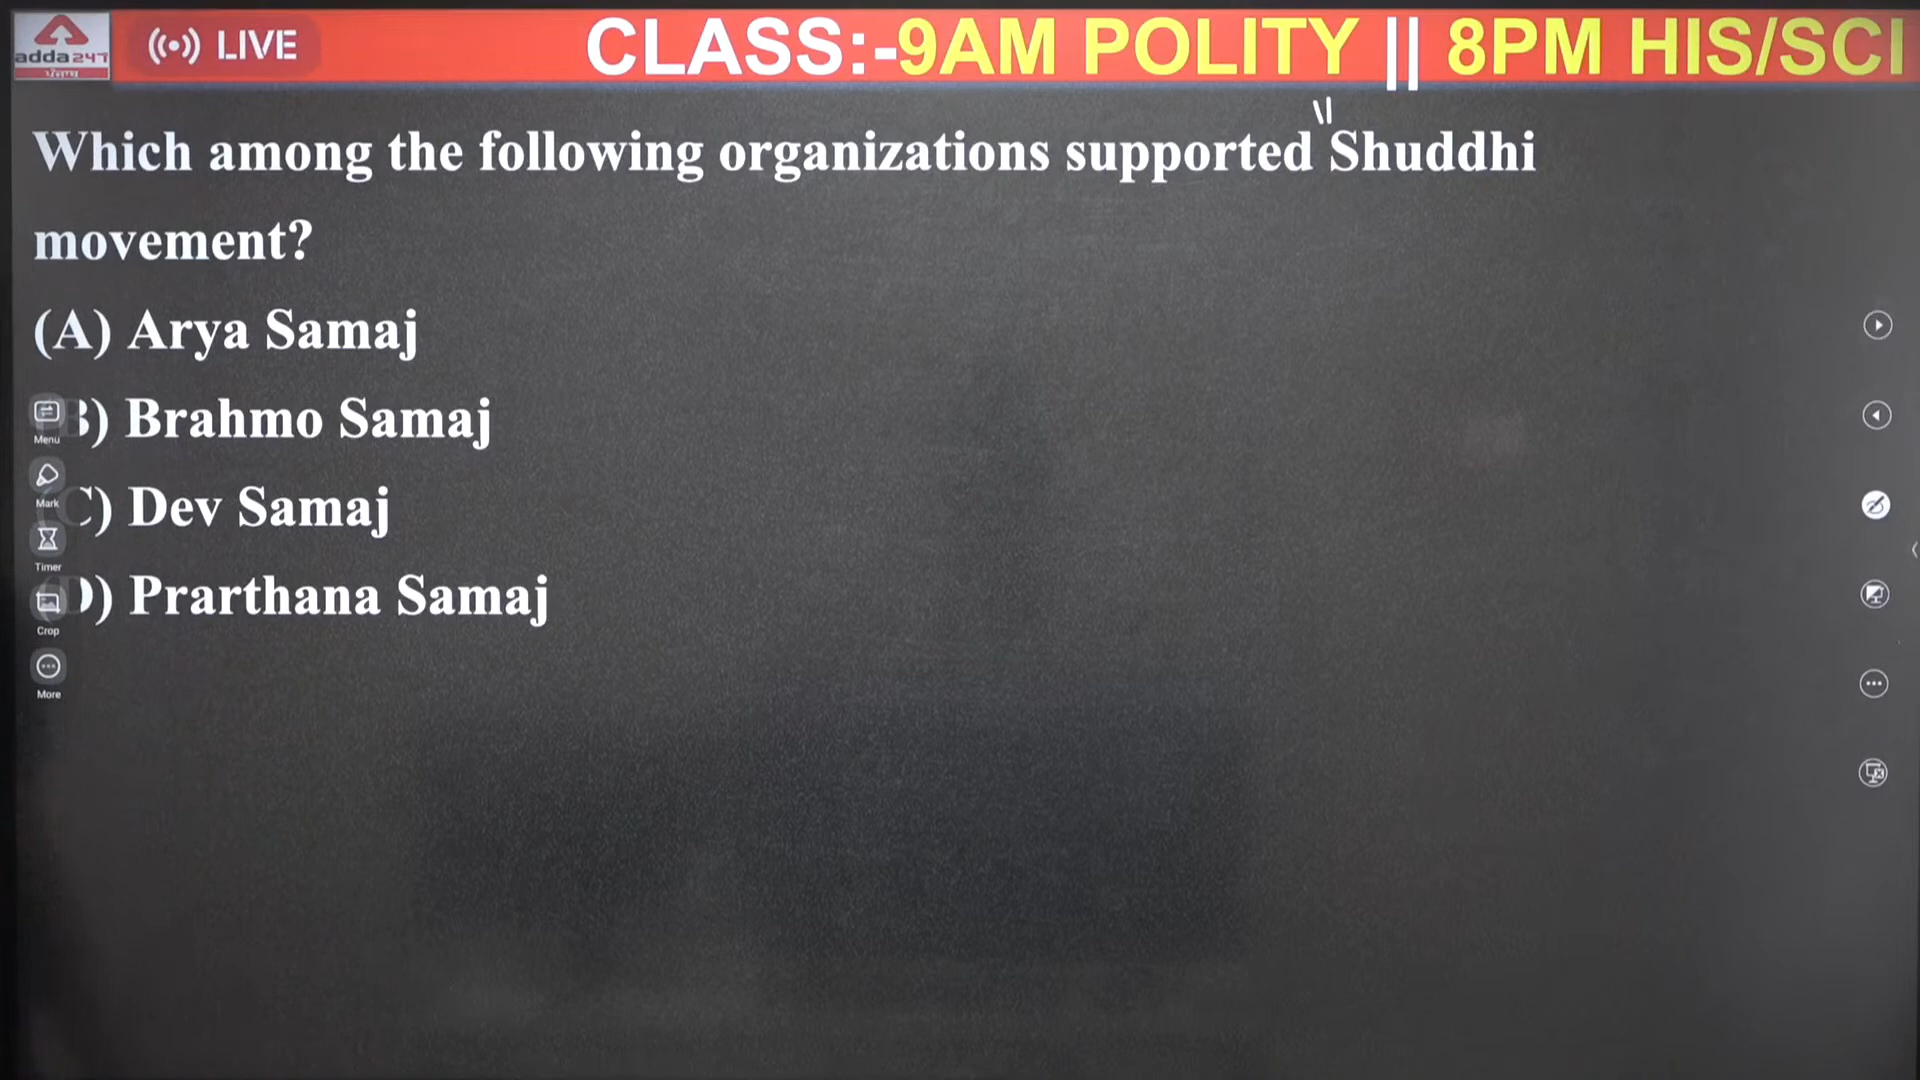 adda247
ਪੰਜਾਬ
LIVE
CLASS:-9AM POLITY || 8PM HIS/SCI
Which among the following organizations supported "Shuddhi
movement?
(A) Arya Samaj
B) Brahmo Samaj
C) Dev Samaj
D) Prarthana Samaj
Menu
Mark
Timer
Crop
More